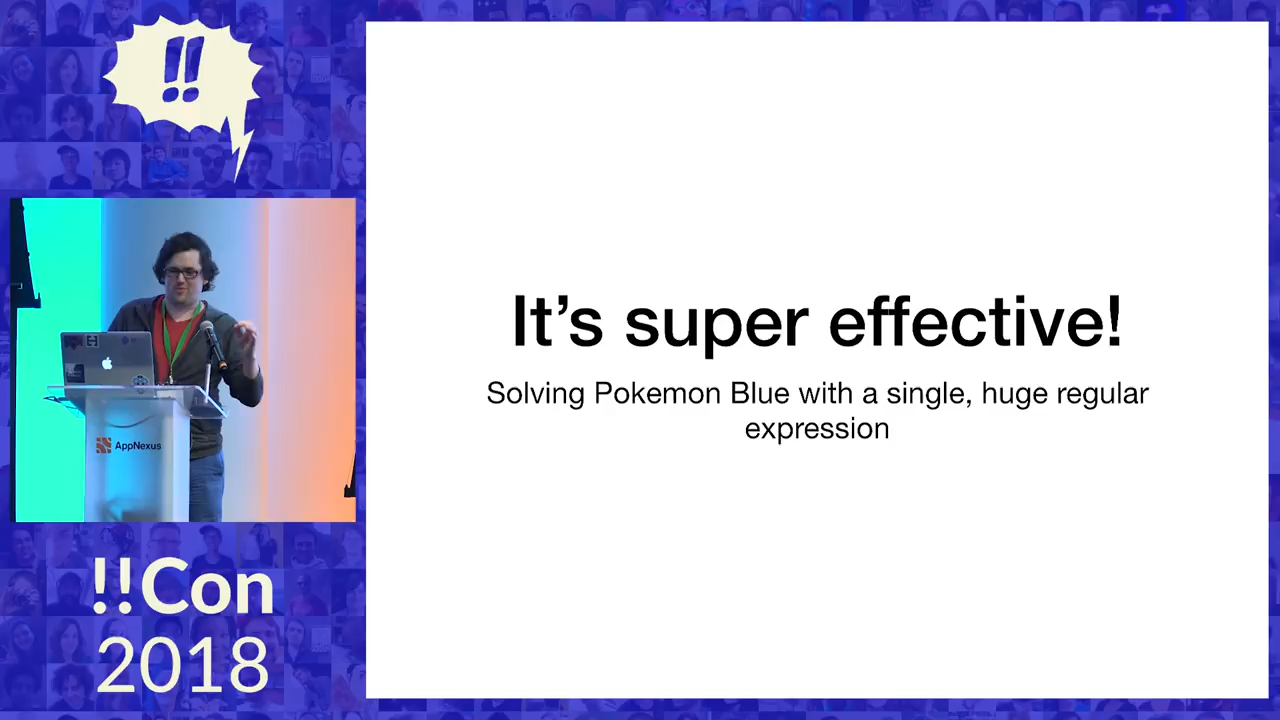 !!
It's super effective!
Solving Pokemon Blue with a single, huge regular
expression
AppNexus
!!Con
2018